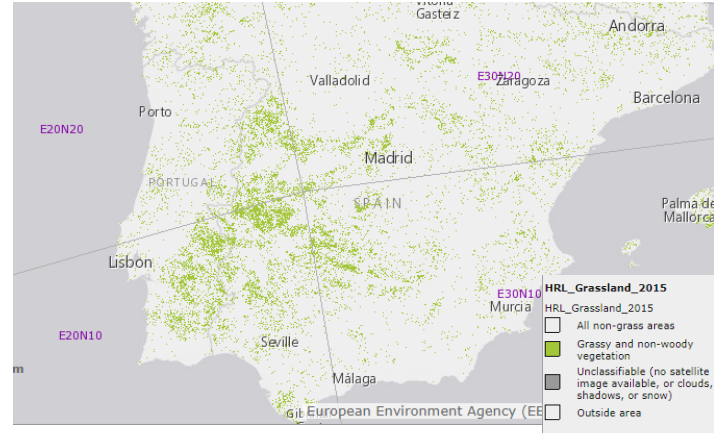 Gasteiz
Andorra
Valladolid
E30N20
Zaragoza
Barcelona
Porto
E20N20
Madrid
PORTUGAL
SPAIN
Palma de
Mallorca
Lisbon
E30N10
Murcia
E20N10
Seville
Málaga
m
European Environment Agency (EE
HRL_Grassland_2015
HRL_Grassland_2015
All non-grass areas
Grassy and non-woody
vegetation
Unclassifiable (no satellite
image available, or clouds,
shadows, or snow)
Outside area